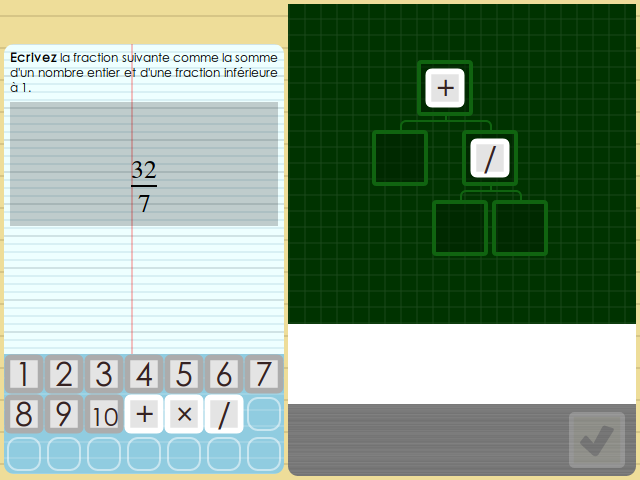 Ecrivez la fraction suivante comme la somme
d'un nombre entier et d'une fraction inférieure
à 1.
32
7
+
/
1 2 3 4 5 6 7
8 9 10 + × /